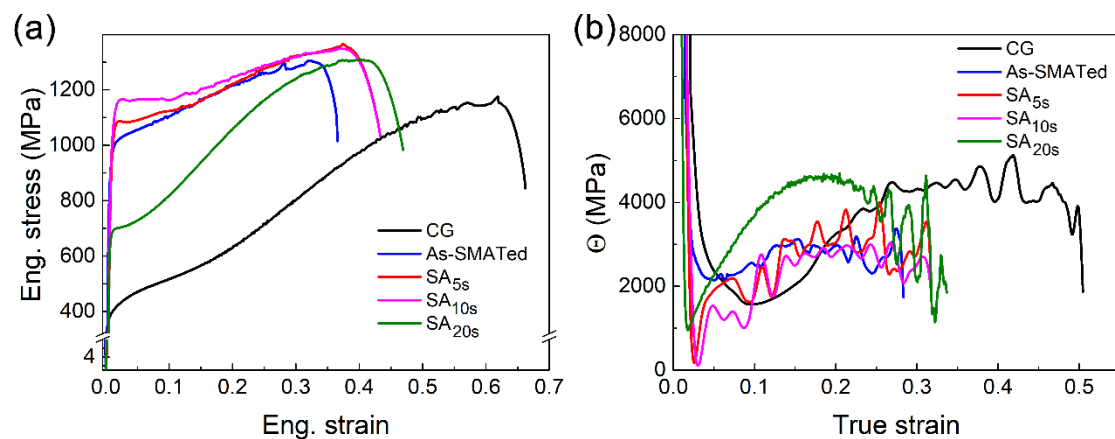 (a)
Eng. stress (MPa)
1200
1000
800
600
400
4
0.0 0.1 0.2 0.3 0.4 0.5 0.6 0.7
Eng. strain
CG
As-SMATed
SA5s
SA10s
SA20s
(b)
Θ (MPa)
8000
6000
4000
2000
0
0.0 0.1 0.2 0.3 0.4 0.5
True strain
CG
As-SMATed
SA5s
SA10s
SA20s